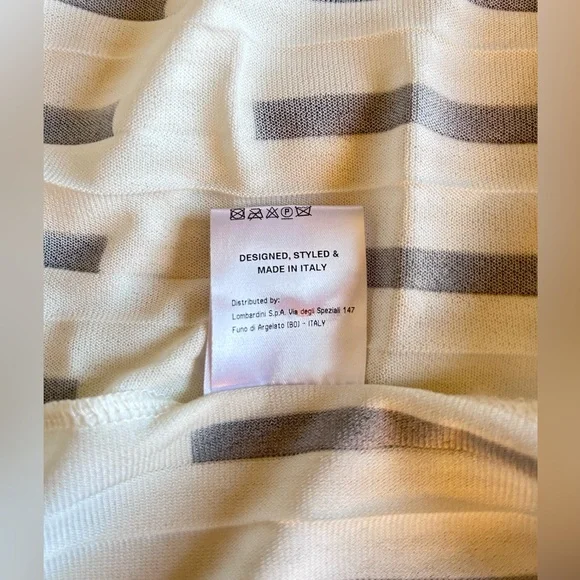 DESIGNED, STYLED &
MADE IN ITALY
Distributed by:
Lombardini S.p.A. Via degli Speziali 147
Funo di Argelato (BO) - ITALY